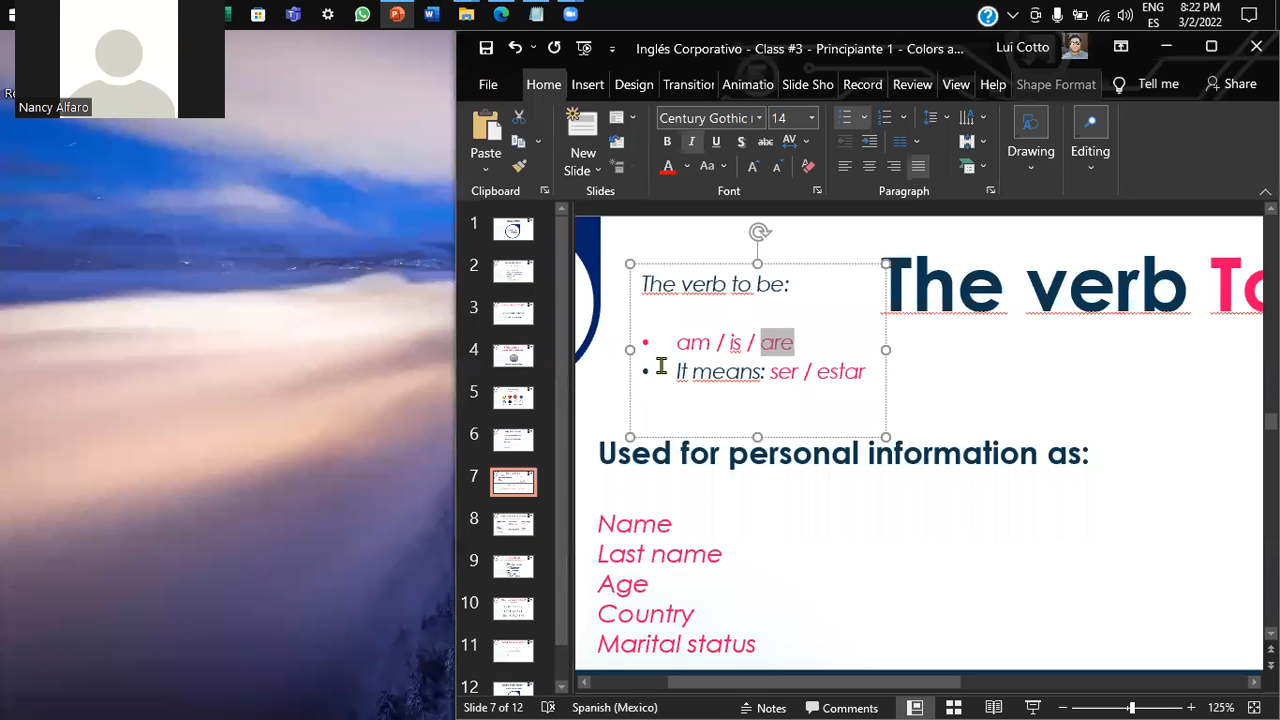 ENG
8:22 PM
ES
3/2/2022
Nancy Alfaro
Inglés Corporativo - Class #3 - Principiante 1 - Colors a...
Lui Cotto
File
Home
Insert
Design
Transition
Animatio
Slide Sho
Record
Review
View
Help
Shape Format
Tell me
Share
Paste
New
Slide
Century Gothic
14
Drawing
Editing
Clipboard
Slides
Font
Paragraph
1
2
3
4
5
6
7
8
9
10
11
12
The verb to be:
• am / is / are
• It means: ser / estar
The verb To
Used for personal information as:
Name
Last name
Age
Country
Marital status
Slide 7 of 12
Spanish (Mexico)
Notes
Comments
125%